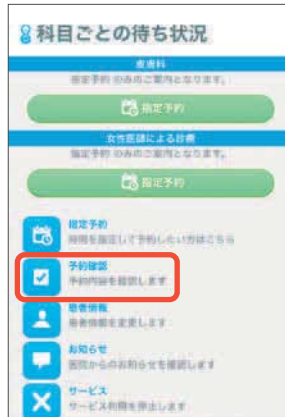 科目ごとの待ち状況
皮膚科
指定予約 のみのご案内となります。
指定予約
女性医師による診療
指定予約 のみのご案内となります。
指定予約
指定予約
時間を指定して予約したい方はこちら
予約確認
予約内容を確認します
患者情報
患者情報を変更します
お知らせ
医院からのお知らせを確認します
サービス
サービス利用を停止します